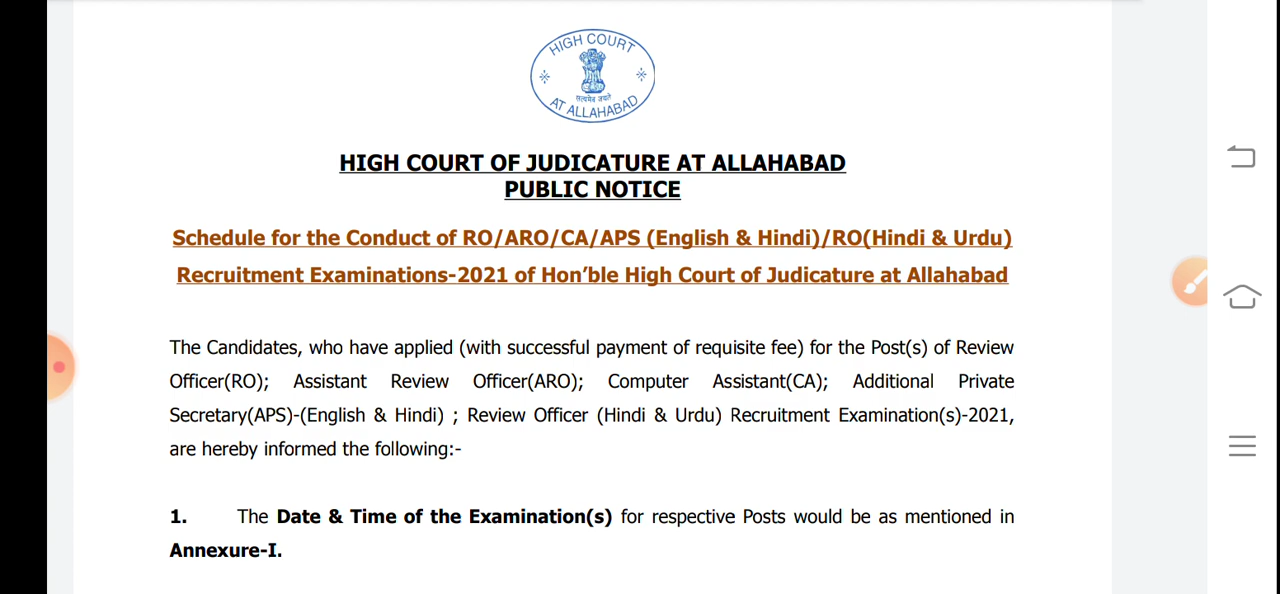 HIGH COURT
सत्यमेव जयते
AT ALLAHABAD
HIGH COURT OF JUDICATURE AT ALLAHABAD
PUBLIC NOTICE
Schedule for the Conduct of RO/ARO/CA/APS (English & Hindi)/RO(Hindi & Urdu)
Recruitment Examinations-2021 of Hon’ble High Court of Judicature at Allahabad
The Candidates, who have applied (with successful payment of requisite fee) for the Post(s) of Review
Officer(RO); Assistant Review Officer(ARO); Computer Assistant(CA); Additional Private
Secretary(APS)-(English & Hindi) ; Review Officer (Hindi & Urdu) Recruitment Examination(s)-2021,
are hereby informed the following:-
1. The Date & Time of the Examination(s) for respective Posts would be as mentioned in
Annexure-I.